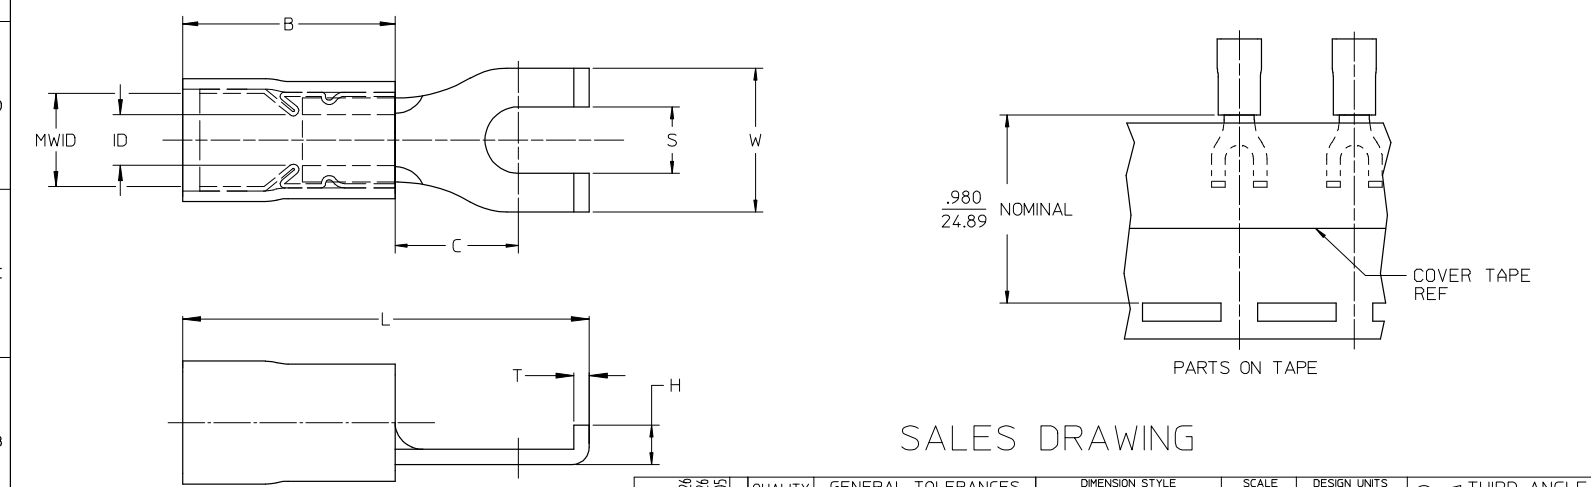 B
MWID
ID
S
W
C
L
T
H
.980
24.89
NOMINAL
COVER TAPE
REF
PARTS ON TAPE
SALES DRAWING
QUALITY
GENERAL TOLERANCES
DIMENSION STYLE
SCALE
DESIGN UNITS
THIRD ANGLE